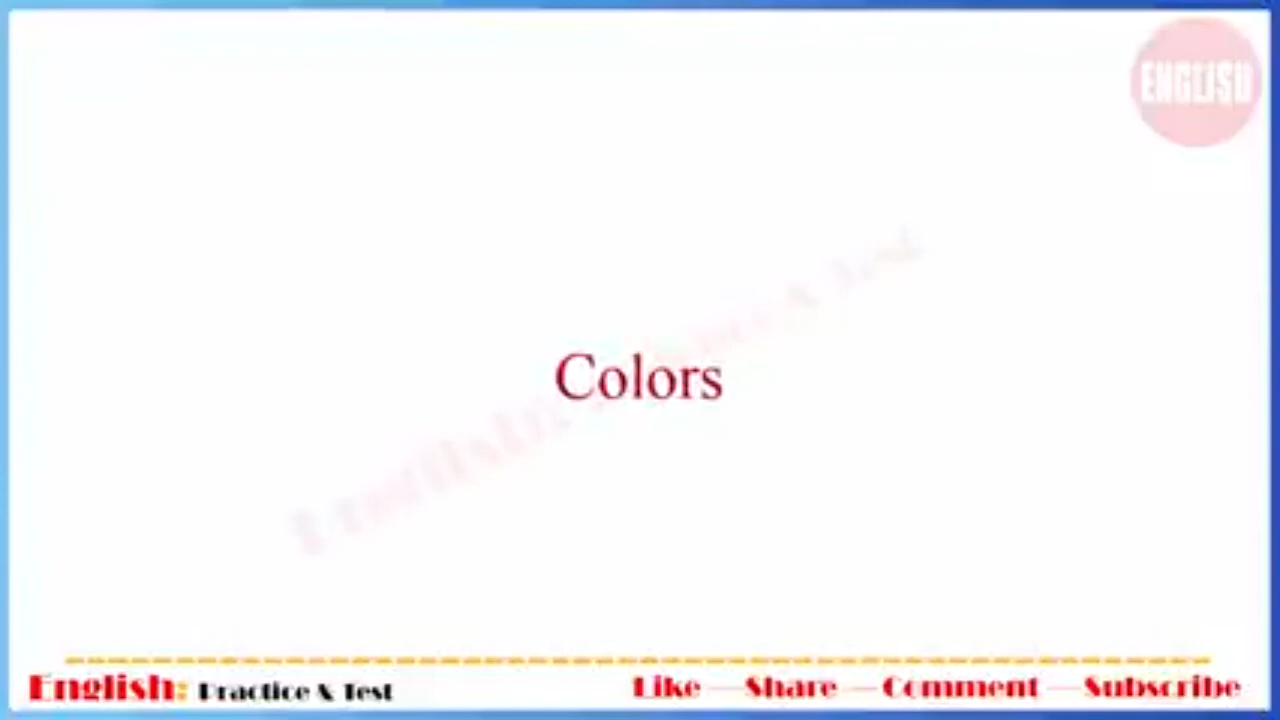 ENGLISH
Colors
English: Practice & Test
Like — Share — Comment — Subscribe